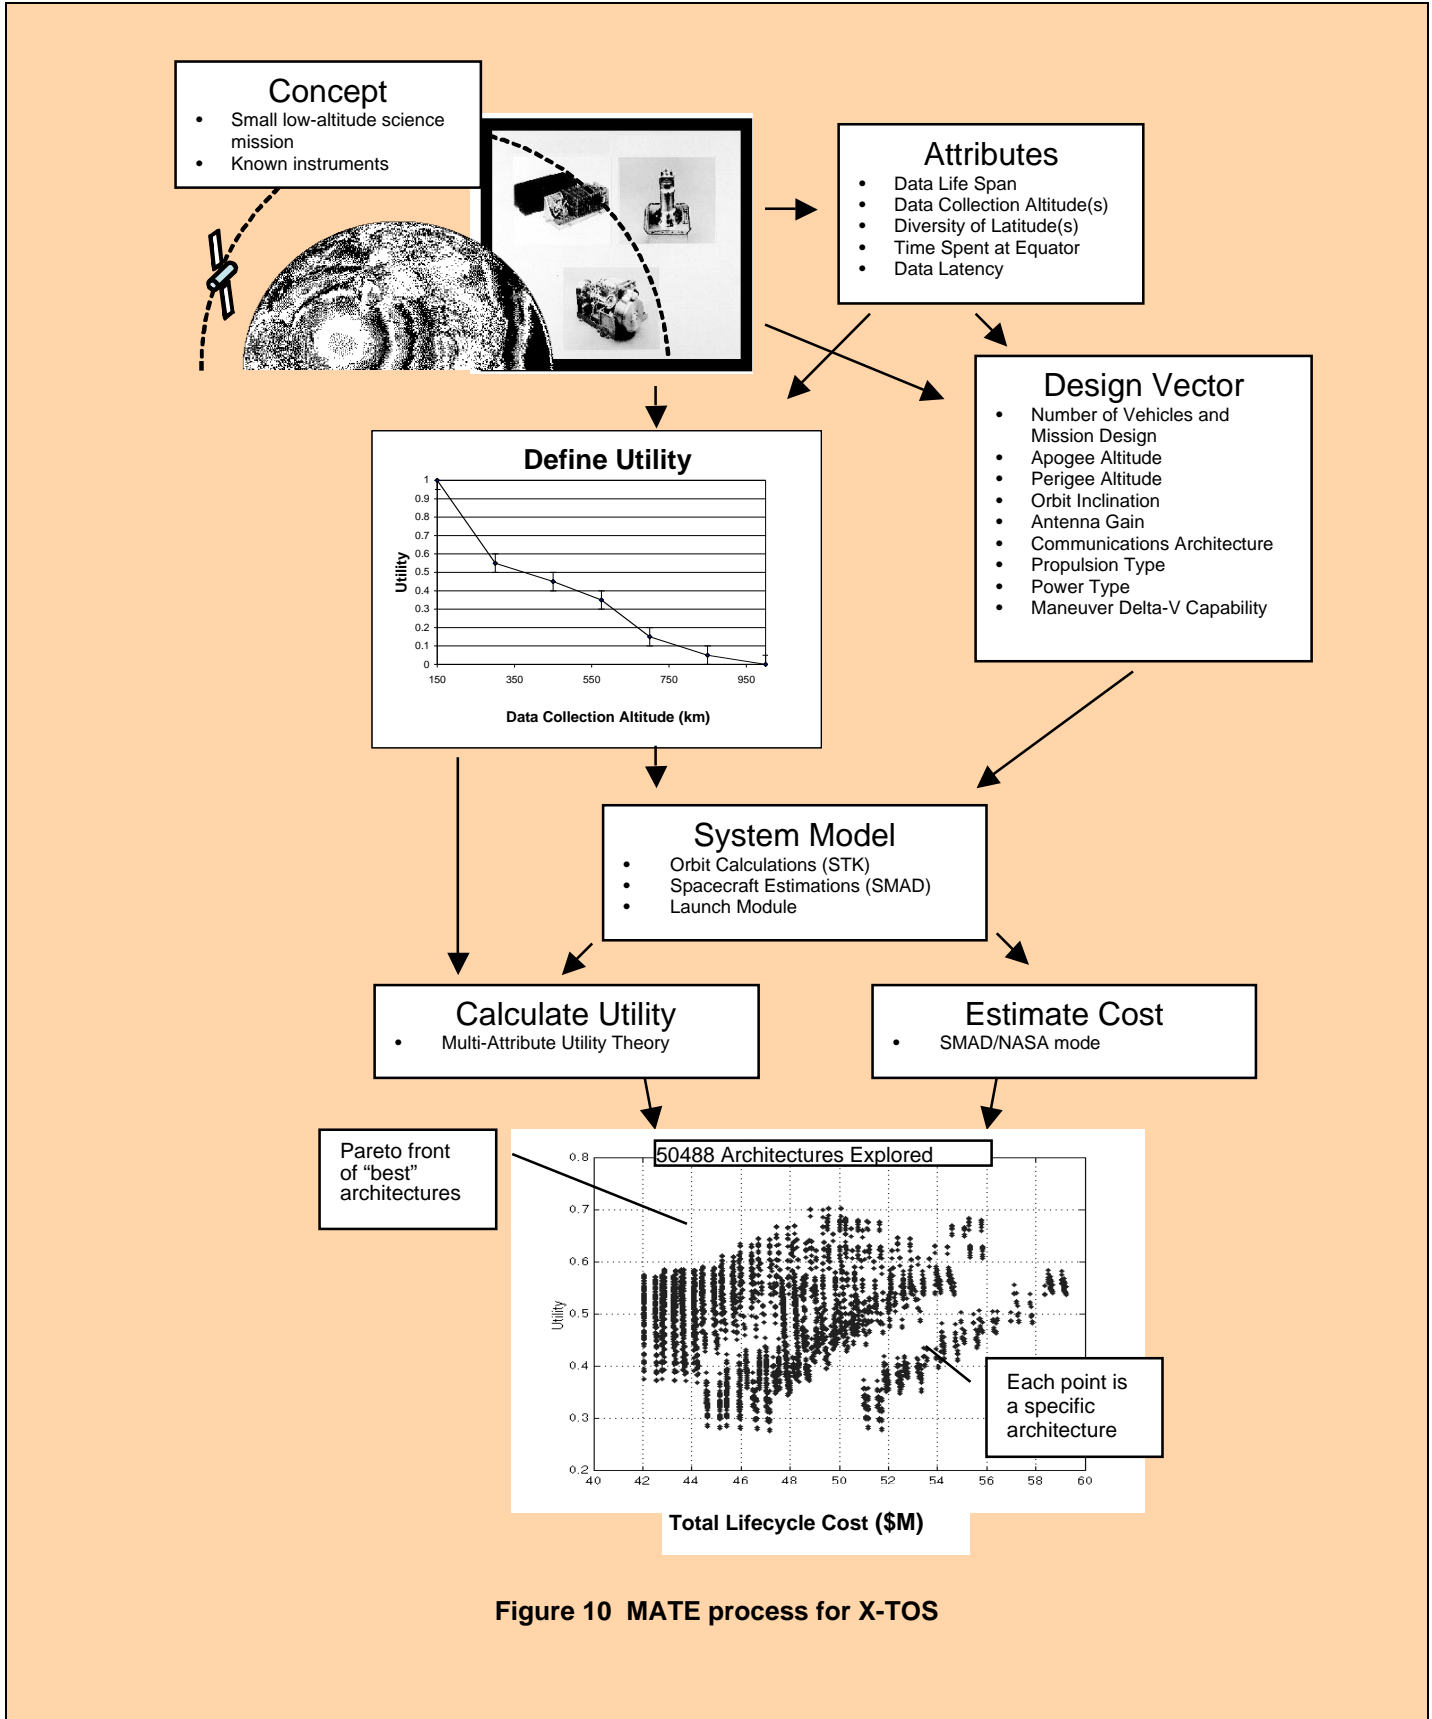 Concept
• Small low-altitude science
mission
• Known instruments
Attributes
• Data Life Span
• Data Collection Altitude(s)
• Diversity of Latitude(s)
• Time Spent at Equator
• Data Latency
Design Vector
• Number of Vehicles and
Mission Design
• Apogee Altitude
• Perigee Altitude
• Orbit Inclination
• Antenna Gain
• Communications Architecture
• Propulsion Type
• Power Type
• Maneuver Delta-V Capability
Define Utility
1
0.9
0.8
0.7
0.6
0.5
0.4
0.3
0.2
0.1
0
Utility
150 350 550 750 950
Data Collection Altitude (km)
System Model
• Orbit Calculations (STK)
• Spacecraft Estimations (SMAD)
• Launch Module
Calculate Utility
• Multi-Attribute Utility Theory
Estimate Cost
• SMAD/NASA mode
Pareto front
of “best”
architectures
50488 Architectures Explored
0.8
0.7
0.6
0.5
0.4
0.3
0.2
Utility
40 42 44 46 48 50 52 54 56 58 60
Each point is
a specific
architecture
Total Lifecycle Cost ($M)
Figure 10 MATE process for X-TOS